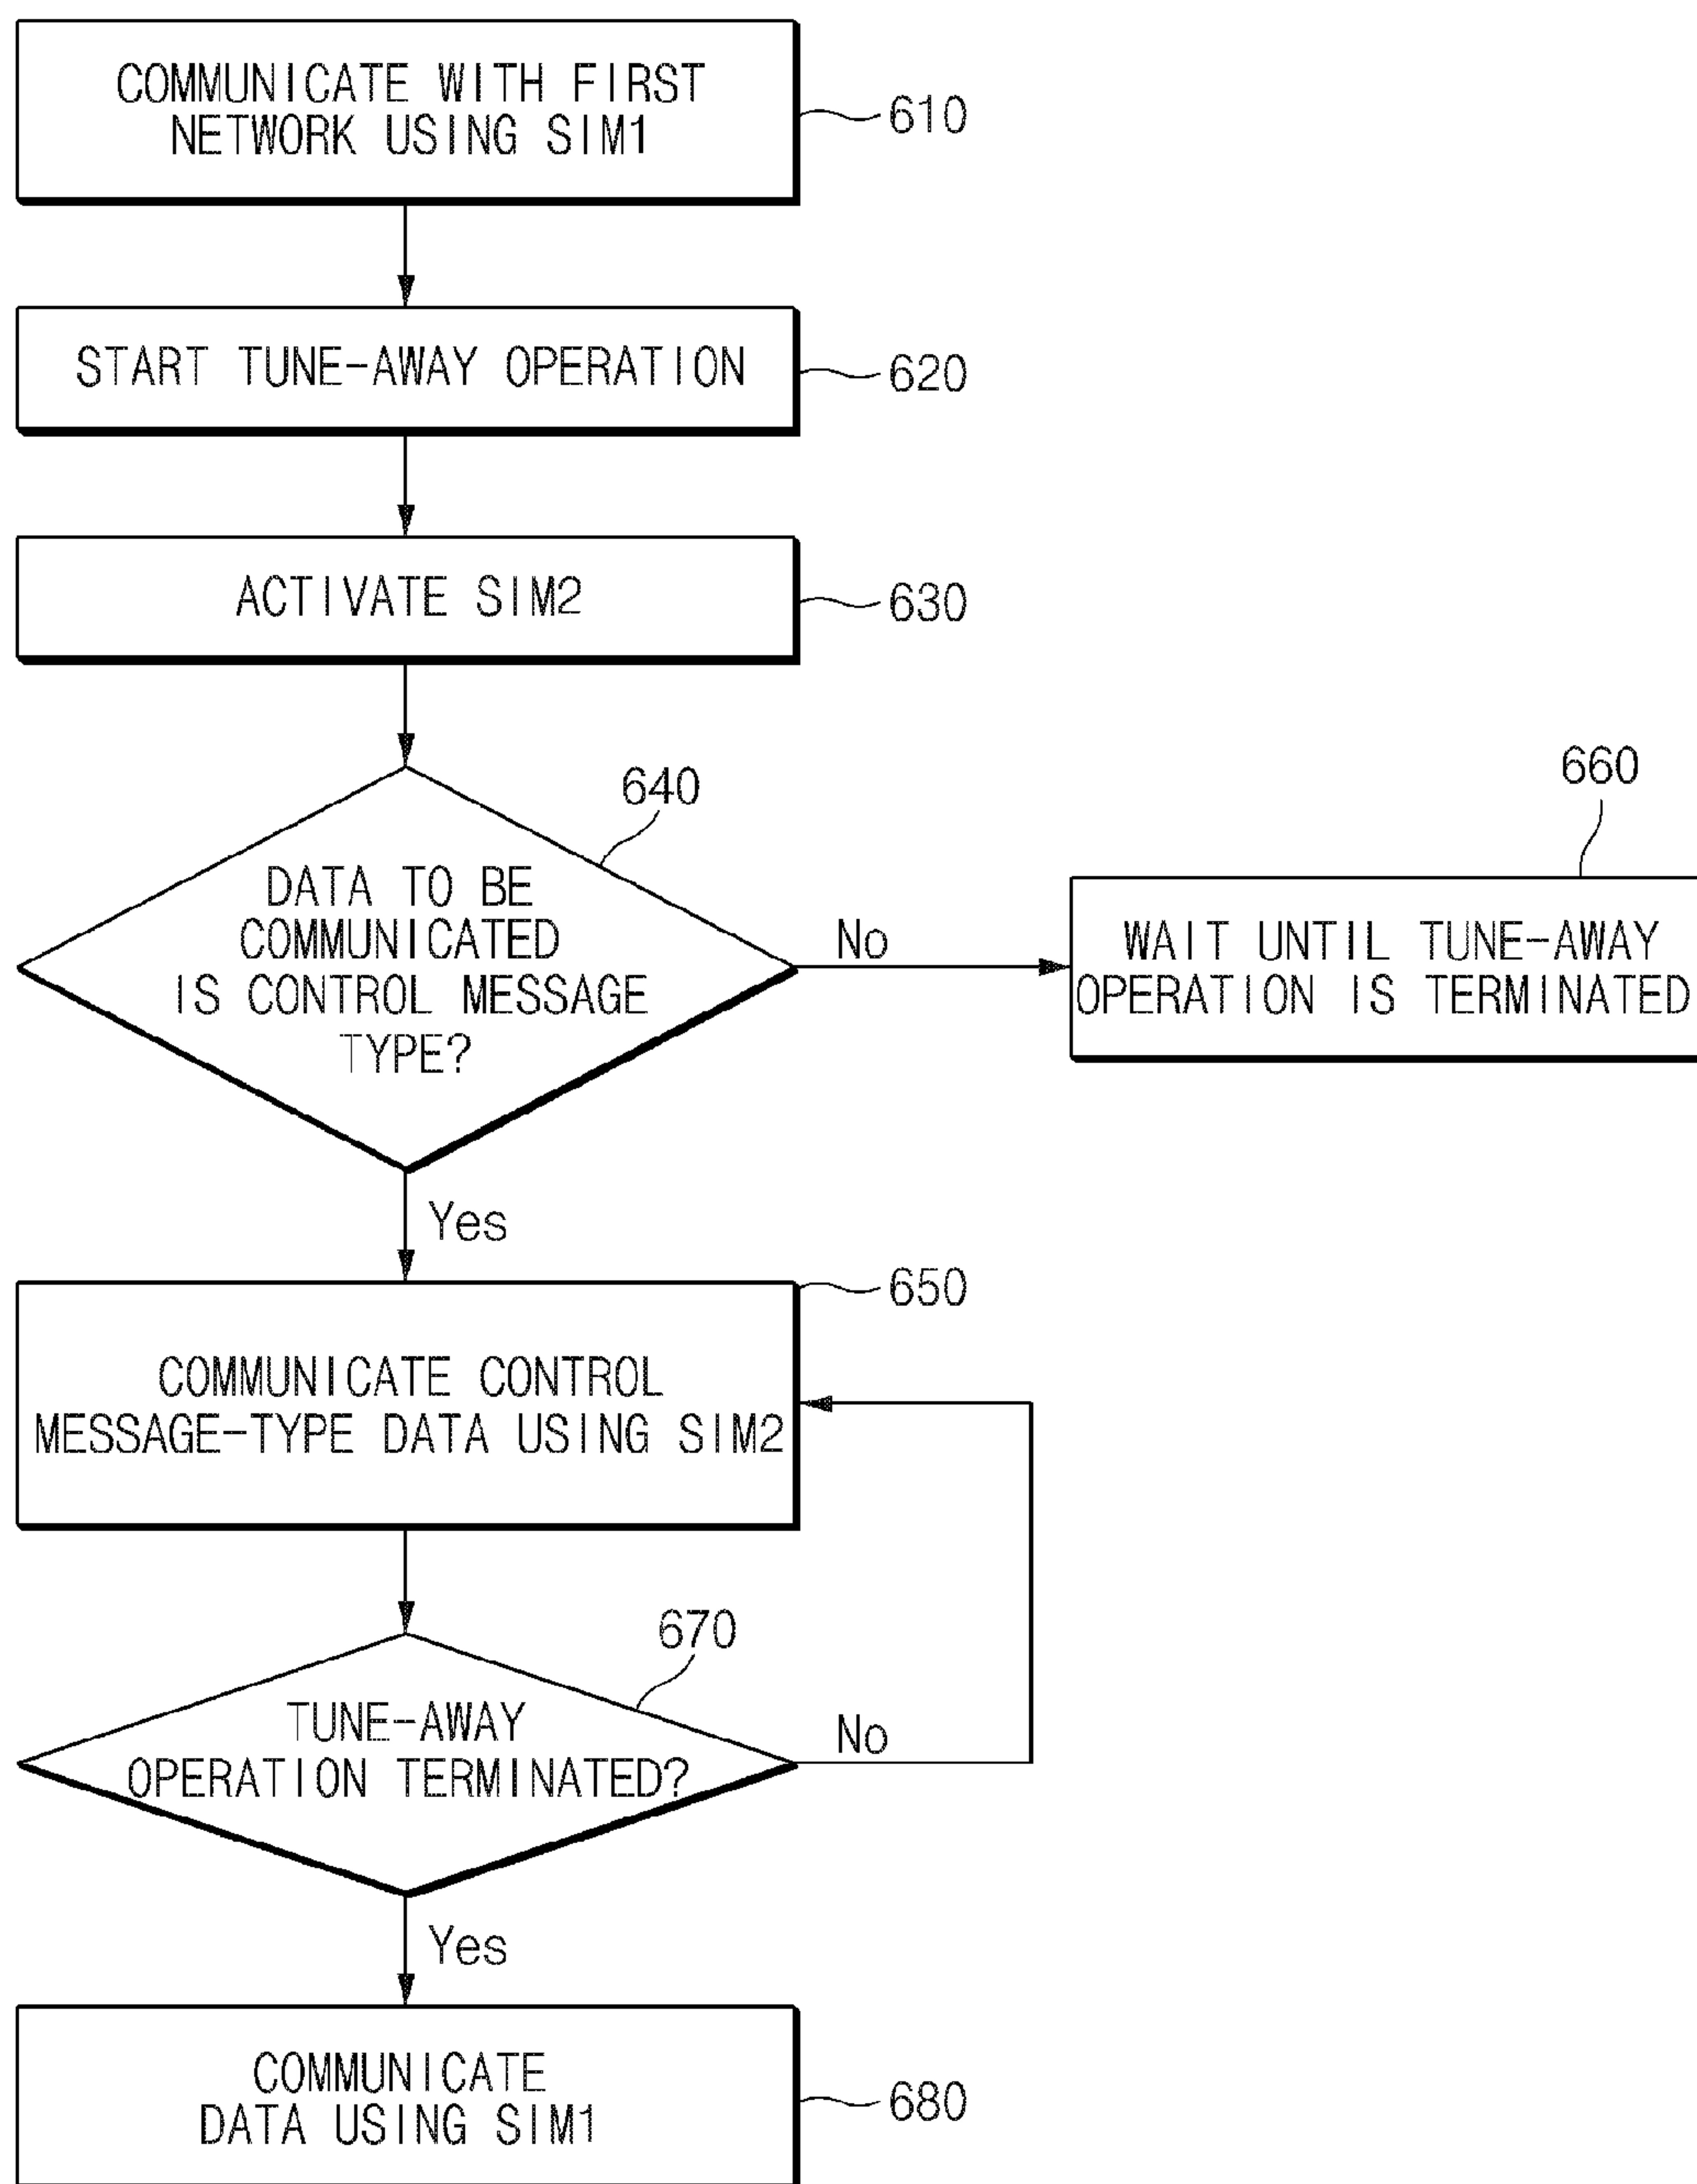 COMMUNICATE WITH FIRST
NETWORK USING SIM1
610
START TUNE-AWAY OPERATION
620
ACTIVATE SIM2
630
640
DATA TO BE
COMMUNICATED
IS CONTROL MESSAGE
TYPE?
No
660
WAIT UNTIL TUNE-AWAY
OPERATION IS TERMINATED
Yes
650
COMMUNICATE CONTROL
MESSAGE-TYPE DATA USING SIM2
670
TUNE-AWAY
OPERATION TERMINATED?
No
Yes
COMMUNICATE
DATA USING SIM1
680